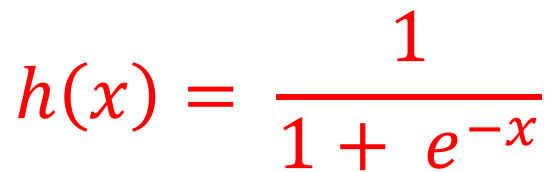 h(x) = 1 / (1 + e^{-x})